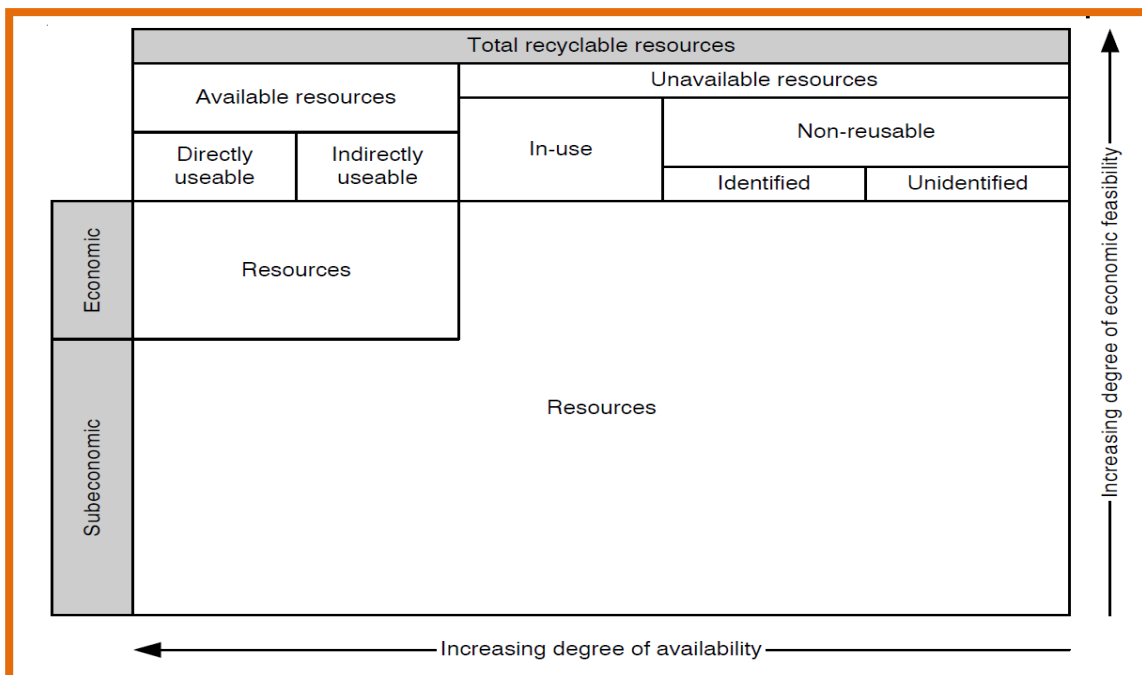 Total recyclable resources
Available resources
Unavailable resources
Directly
useable
Indirectly
useable
In-use
Non-reusable
Identified
Unidentified
Economic
Resources
Subeconomic
Resources
Increasing degree of economic feasibility
Increasing degree of availability